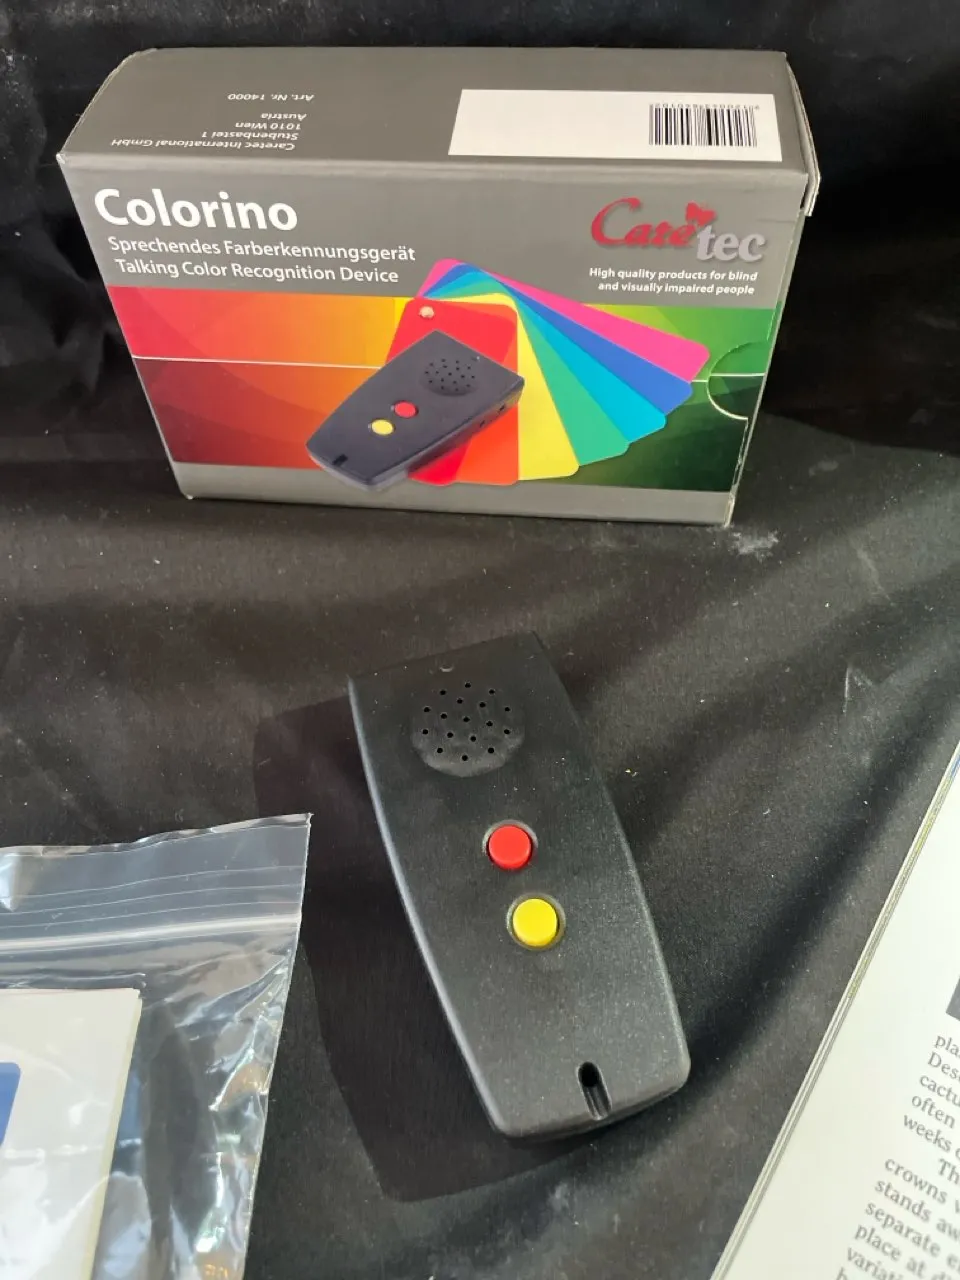 Caretec International GmbH
Stubenbastei 1
1010 Wien
Austria
Art. Nr. 14000
Colorino
Sprechendes Farberkennungsgerät
Talking Color Recognition Device
Caretec
High quality products for blind
and visually impaired people
often
weeks
crowns
stands
separate
place at